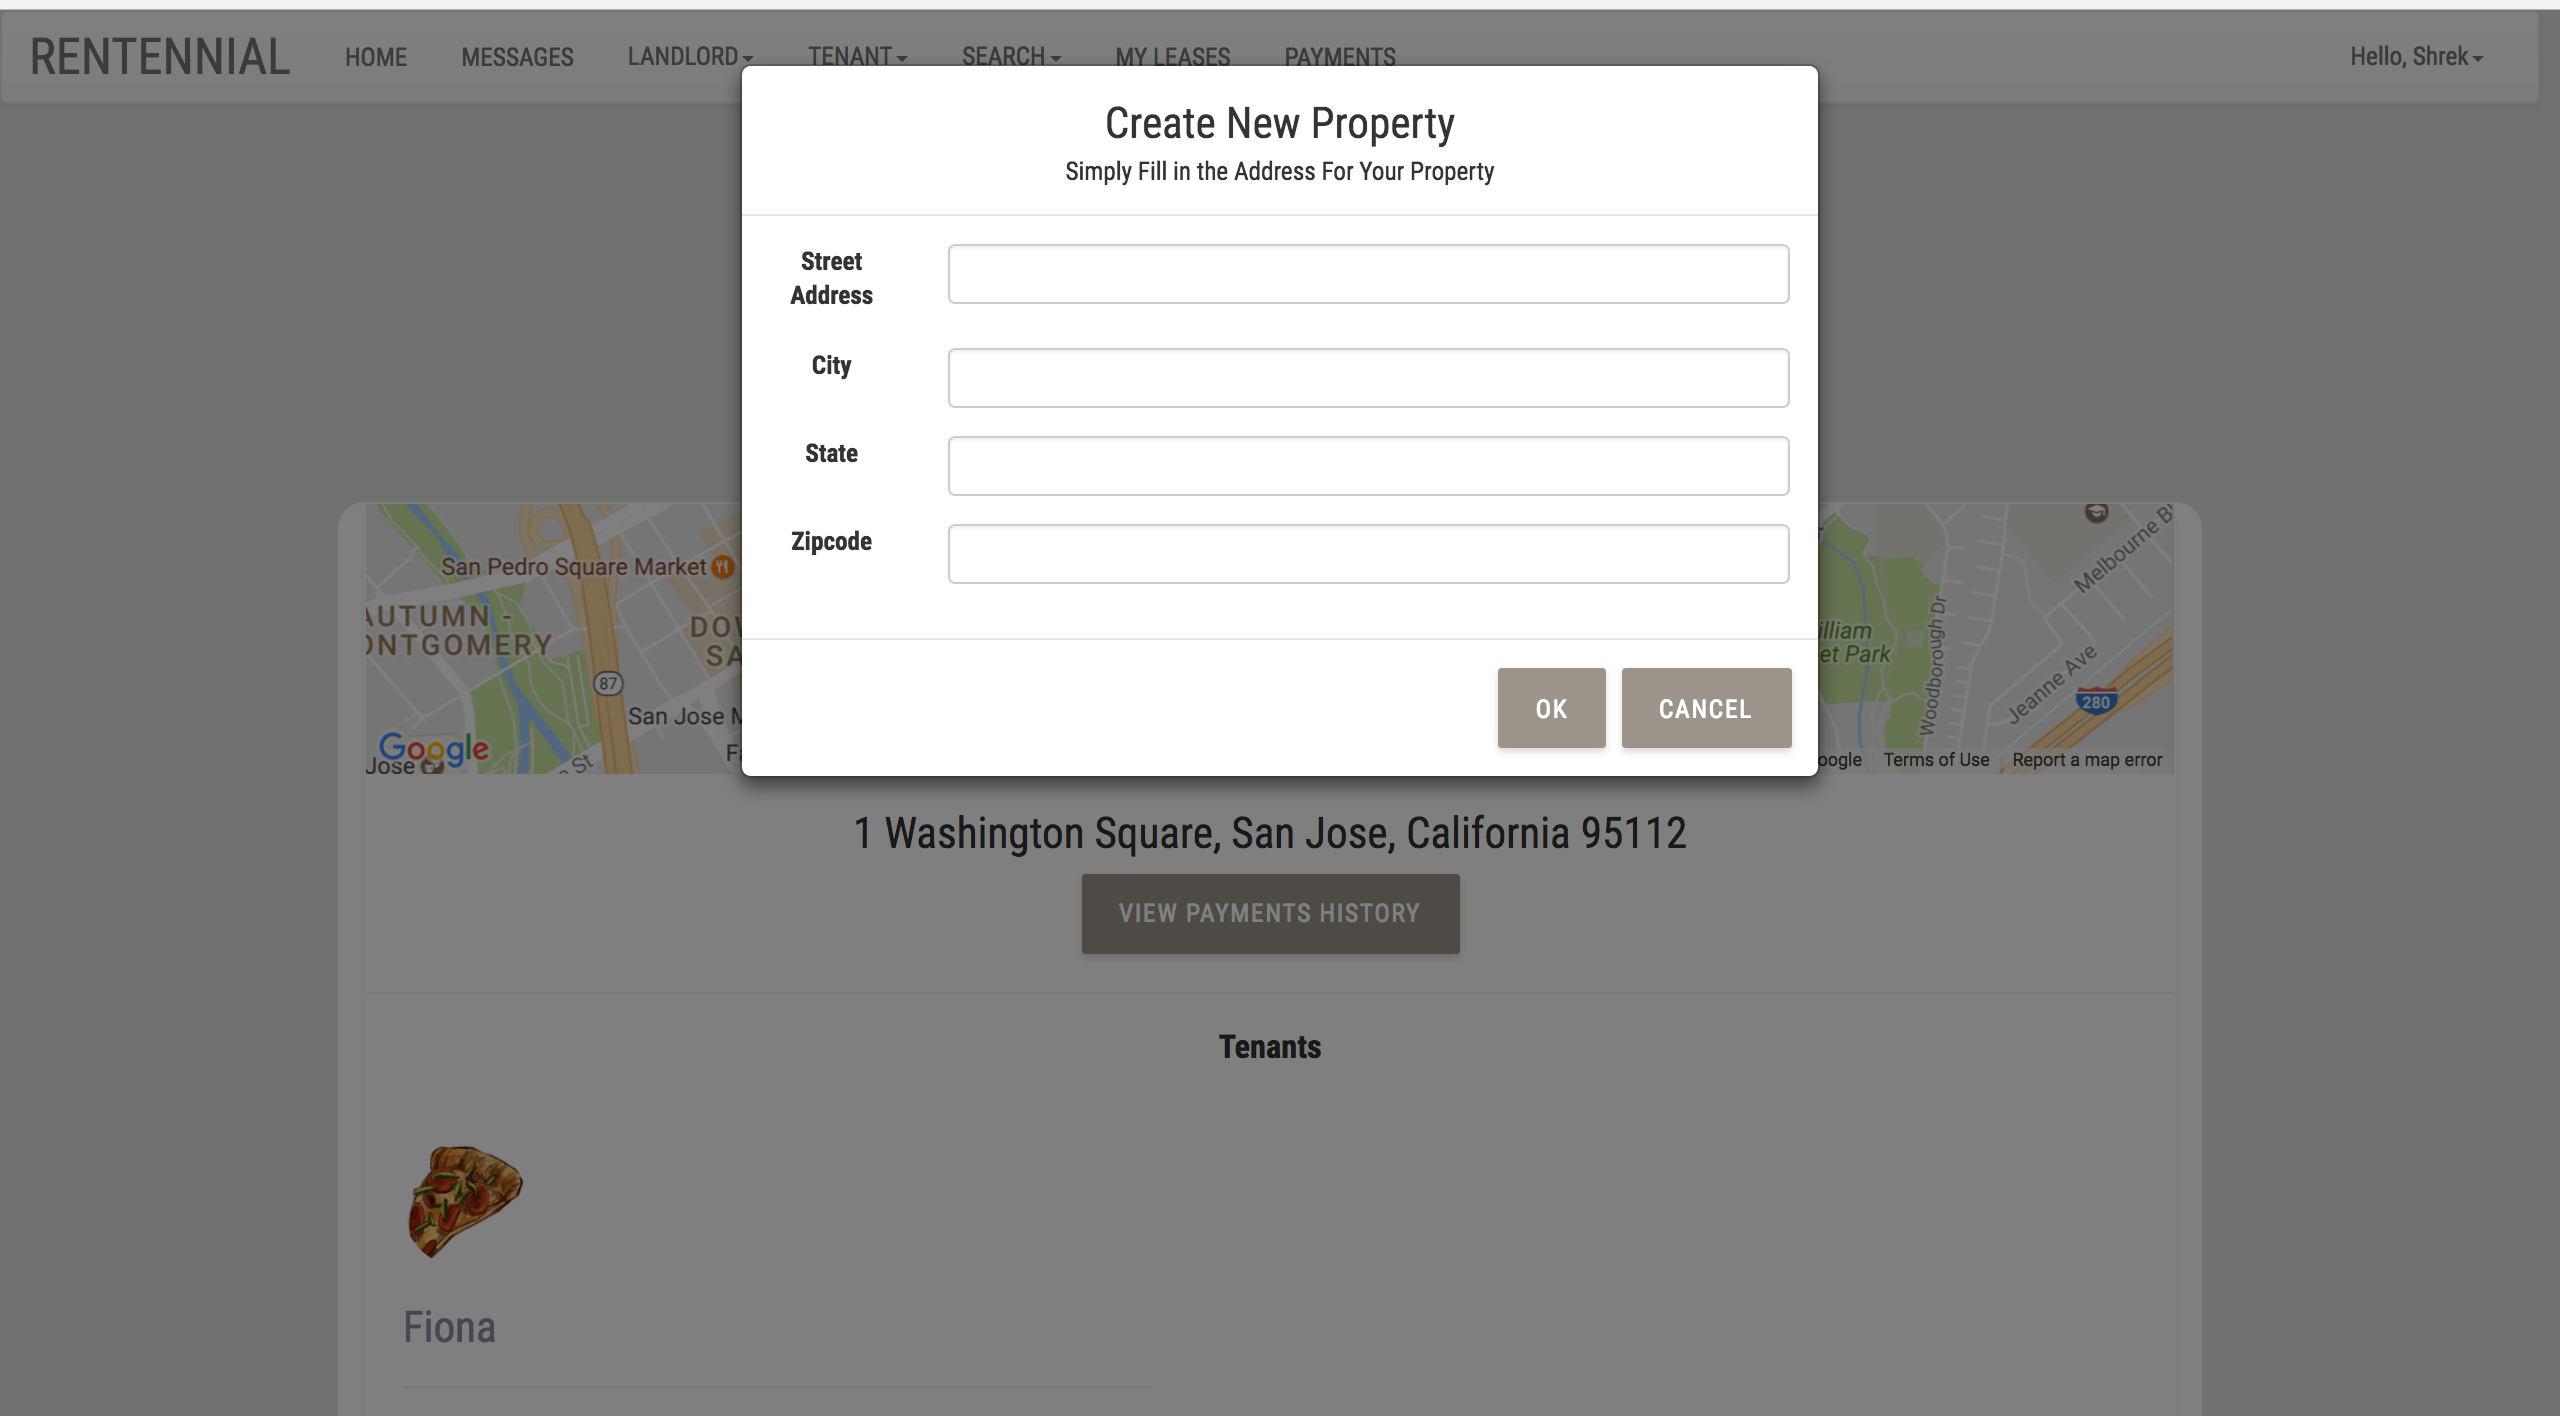 RENTENNIAL HOME MESSAGES LANDLORD TENANT SEARCH MY LEASES PAYMENTS Hello, Shrek
Create New Property
Simply Fill in the Address For Your Property
Street
Address
City
State
Zipcode
OK CANCEL
San Pedro Square Market
AUTUMN -
ONTGOMERY
DOW
SA
87
San Jose M
Fa
Google
Jose
St
Melbourne B
illiam
et Park
Woodborough Dr
Jeanne Ave
280
oogle Terms of Use Report a map error
1 Washington Square, San Jose, California 95112
VIEW PAYMENTS HISTORY
Tenants
Fiona